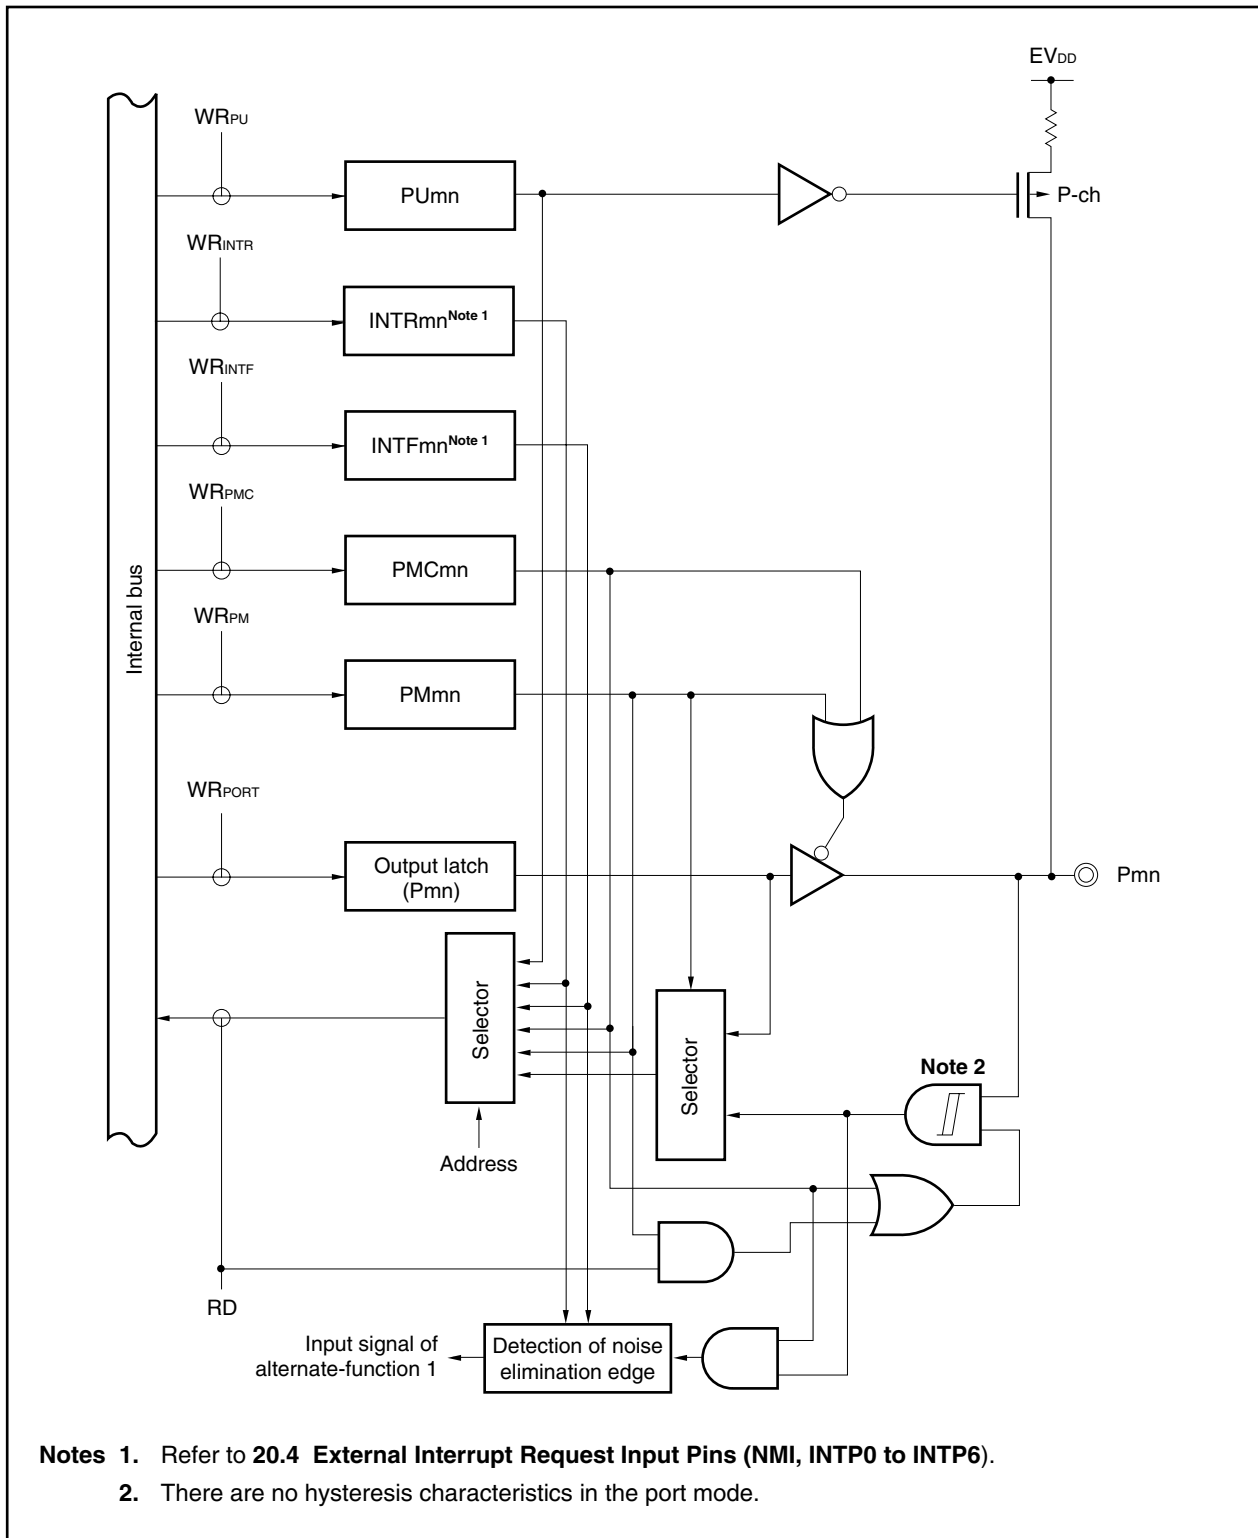 EVDD
WRPU
PUmn
P-ch
WRINTR
INTRmnNote 1
WRINTF
INTFmnNote 1
WRPMC
PMCmn
Internal bus
WRPM
PMmn
WRPORT
Output latch
(Pmn)
Pmn
Selector
Selector
Note 2
Address
RD
Input signal of
alternate-function 1
Detection of noise
elimination edge
Notes 1. Refer to 20.4 External Interrupt Request Input Pins (NMI, INTP0 to INTP6).
2. There are no hysteresis characteristics in the port mode.